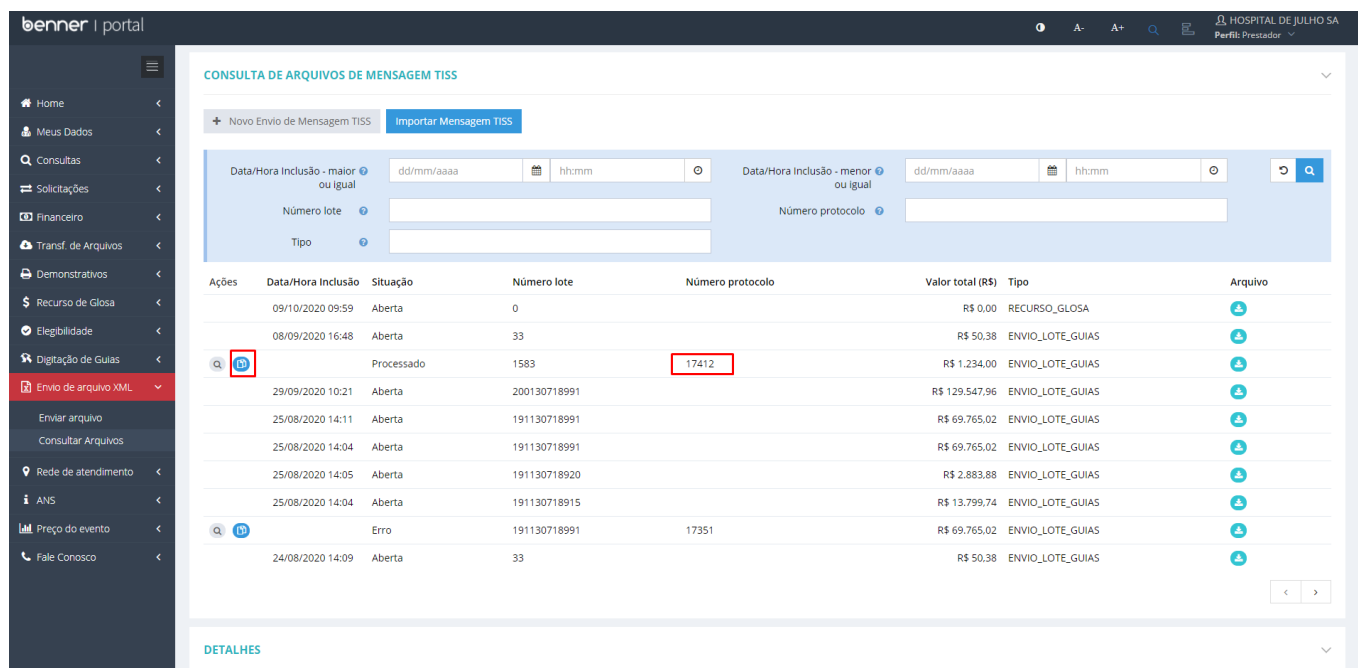 benner | portal
A-
A+
HOSPITAL DE JULHO SA
Perfil: Prestador
Home
Meus Dados
Consultas
Solicitações
Financeiro
Transf. de Arquivos
Demonstrativos
Recurso de Glosa
Elegibilidade
Digitação de Guias
Envio de arquivo XML
Enviar arquivo
Consultar Arquivos
Rede de atendimento
ANS
Preço do evento
Fale Conosco
CONSULTA DE ARQUIVOS DE MENSAGEM TISS
+ Novo Envio de Mensagem TISS Importar Mensagem TISS
Data/Hora Inclusão - maior dd/mm/aaaa hh:mm Data/Hora Inclusão - menor dd/mm/aaaa hh:mm
ou igual ou igual
Número lote Número protocolo
Tipo
Ações Data/Hora Inclusão Situação Número lote Número protocolo Valor total (R$) Tipo Arquivo
09/10/2020 09:59 Aberta 0 R$ 0,00 RECURSO_GLOSA
08/09/2020 16:48 Aberta 33 R$ 50,38 ENVIO_LOTE_GUIAS
Processado 1583 17412 R$ 1.234,00 ENVIO_LOTE_GUIAS
29/09/2020 10:21 Aberta 200130718991 R$ 129.547,96 ENVIO_LOTE_GUIAS
25/08/2020 14:11 Aberta 191130718991 R$ 69.765,02 ENVIO_LOTE_GUIAS
25/08/2020 14:04 Aberta 191130718991 R$ 69.765,02 ENVIO_LOTE_GUIAS
25/08/2020 14:05 Aberta 191130718920 R$ 2.883,88 ENVIO_LOTE_GUIAS
25/08/2020 14:04 Aberta 191130718915 R$ 13.799,74 ENVIO_LOTE_GUIAS
Erro 191130718991 17351 R$ 69.765,02 ENVIO_LOTE_GUIAS
24/08/2020 14:09 Aberta 33 R$ 50,38 ENVIO_LOTE_GUIAS
DETALHES